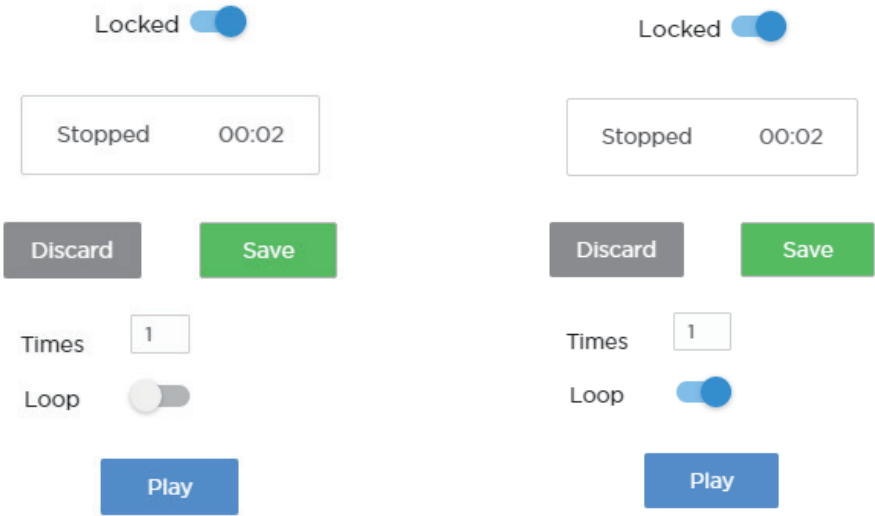 Locked
Stopped 00:02
Discard Save
Times 1
Loop
Play
Locked
Stopped 00:02
Discard Save
Times 1
Loop
Play